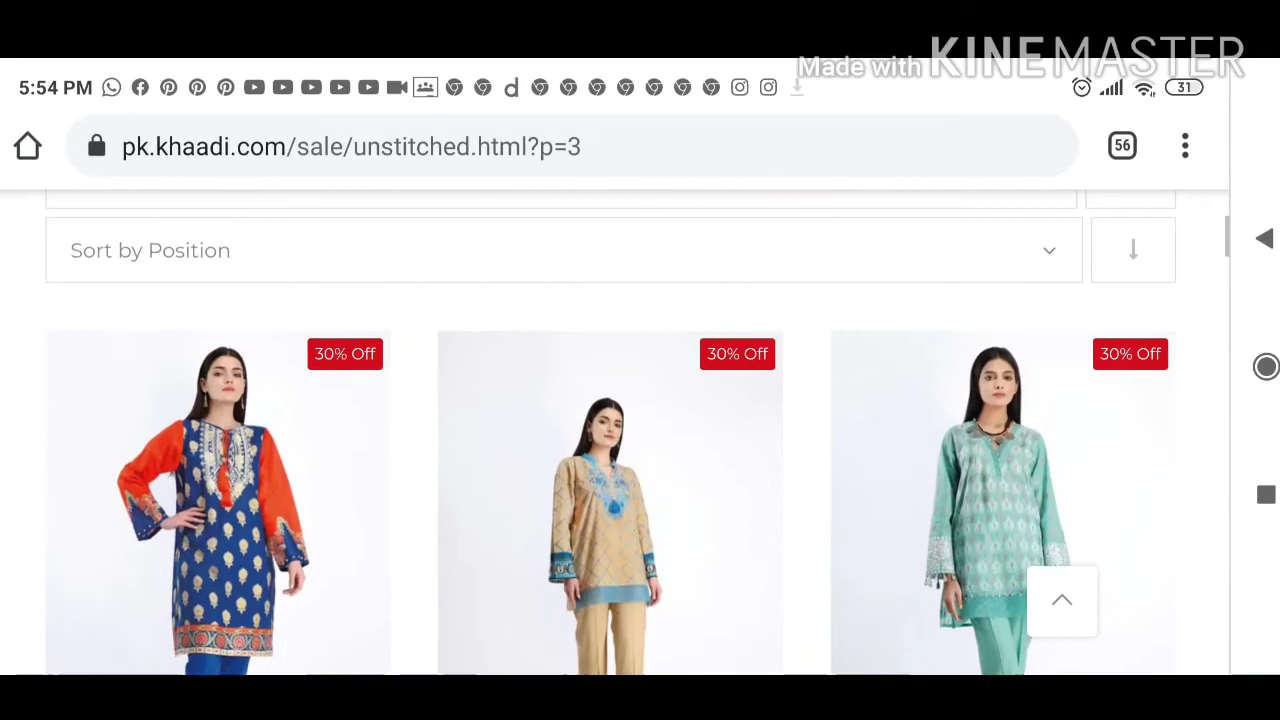 Made with KINEMASTER
5:54 PM 31
pk.khaadi.com/sale/unstitched.html?p=3 56
Sort by Position
30% Off 30% Off 30% Off